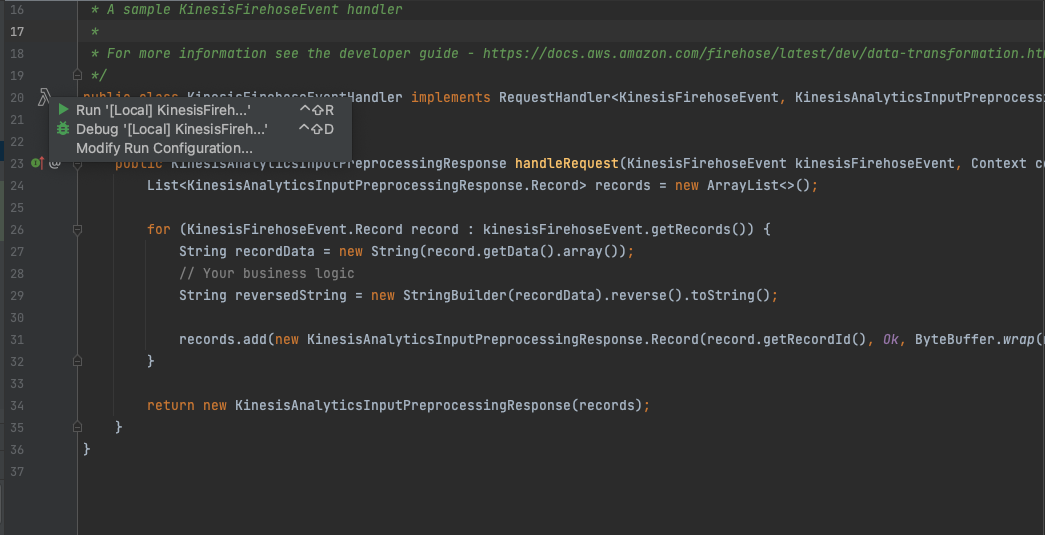 16 * A sample KinesisFirehoseEvent handler
17 *
18 * For more information see the developer guide - https://docs.aws.amazon.com/firehose/latest/dev/data-transformation.ht
19 */
20 public class KinesisFirehoseEventHandler implements RequestHandler<KinesisFirehoseEvent, KinesisAnalyticsInputPreprocess
Run '[Local] KinesisFireh...' ⌃⇧R
21
Debug '[Local] KinesisFireh...' ⌃⇧D
22
Modify Run Configuration...
23 public KinesisAnalyticsInputPreprocessingResponse handleRequest(KinesisFirehoseEvent kinesisFirehoseEvent, Context c
24 List<KinesisAnalyticsInputPreprocessingResponse.Record> records = new ArrayList<>();
25
26 for (KinesisFirehoseEvent.Record record : kinesisFirehoseEvent.getRecords()) {
27 String recordData = new String(record.getData().array());
28 // Your business logic
29 String reversedString = new StringBuilder(recordData).reverse().toString();
30
31 records.add(new KinesisAnalyticsInputPreprocessingResponse.Record(record.getRecordId(), Ok, ByteBuffer.wrap(
32 }
33
34 return new KinesisAnalyticsInputPreprocessingResponse(records);
35 }
36 }
37